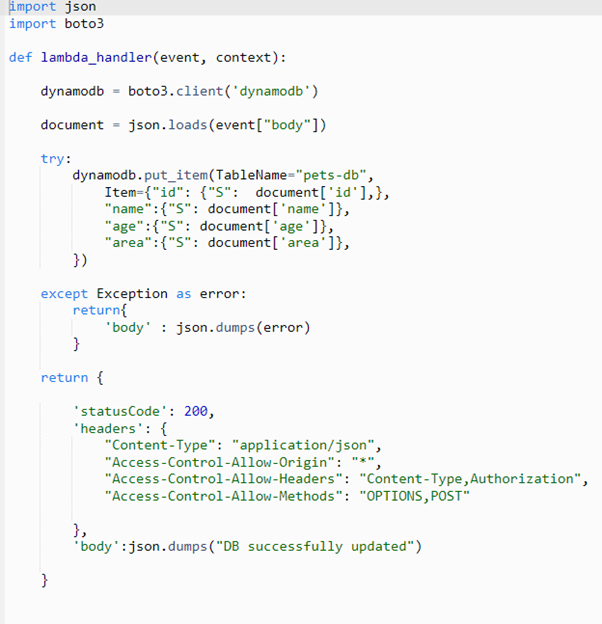 import json
import boto3
def lambda_handler(event, context):
dynamodb = boto3.client('dynamodb')
document = json.loads(event["body"])
try:
dynamodb.put_item(TableName="pets-db",
Item={"id": {"S":  document['id'],},
"name":{"S": document['name']},
"age":{"S": document['age']},
"area":{"S": document['area']},
})
except Exception as error:
return{
'body' : json.dumps(error)
}
return {
'statusCode': 200,
'headers': {
"Content-Type": "application/json",
"Access-Control-Allow-Origin": "*",
"Access-Control-Allow-Headers": "Content-Type,Authorization",
"Access-Control-Allow-Methods": "OPTIONS,POST"
},
'body':json.dumps("DB successfully updated")
}